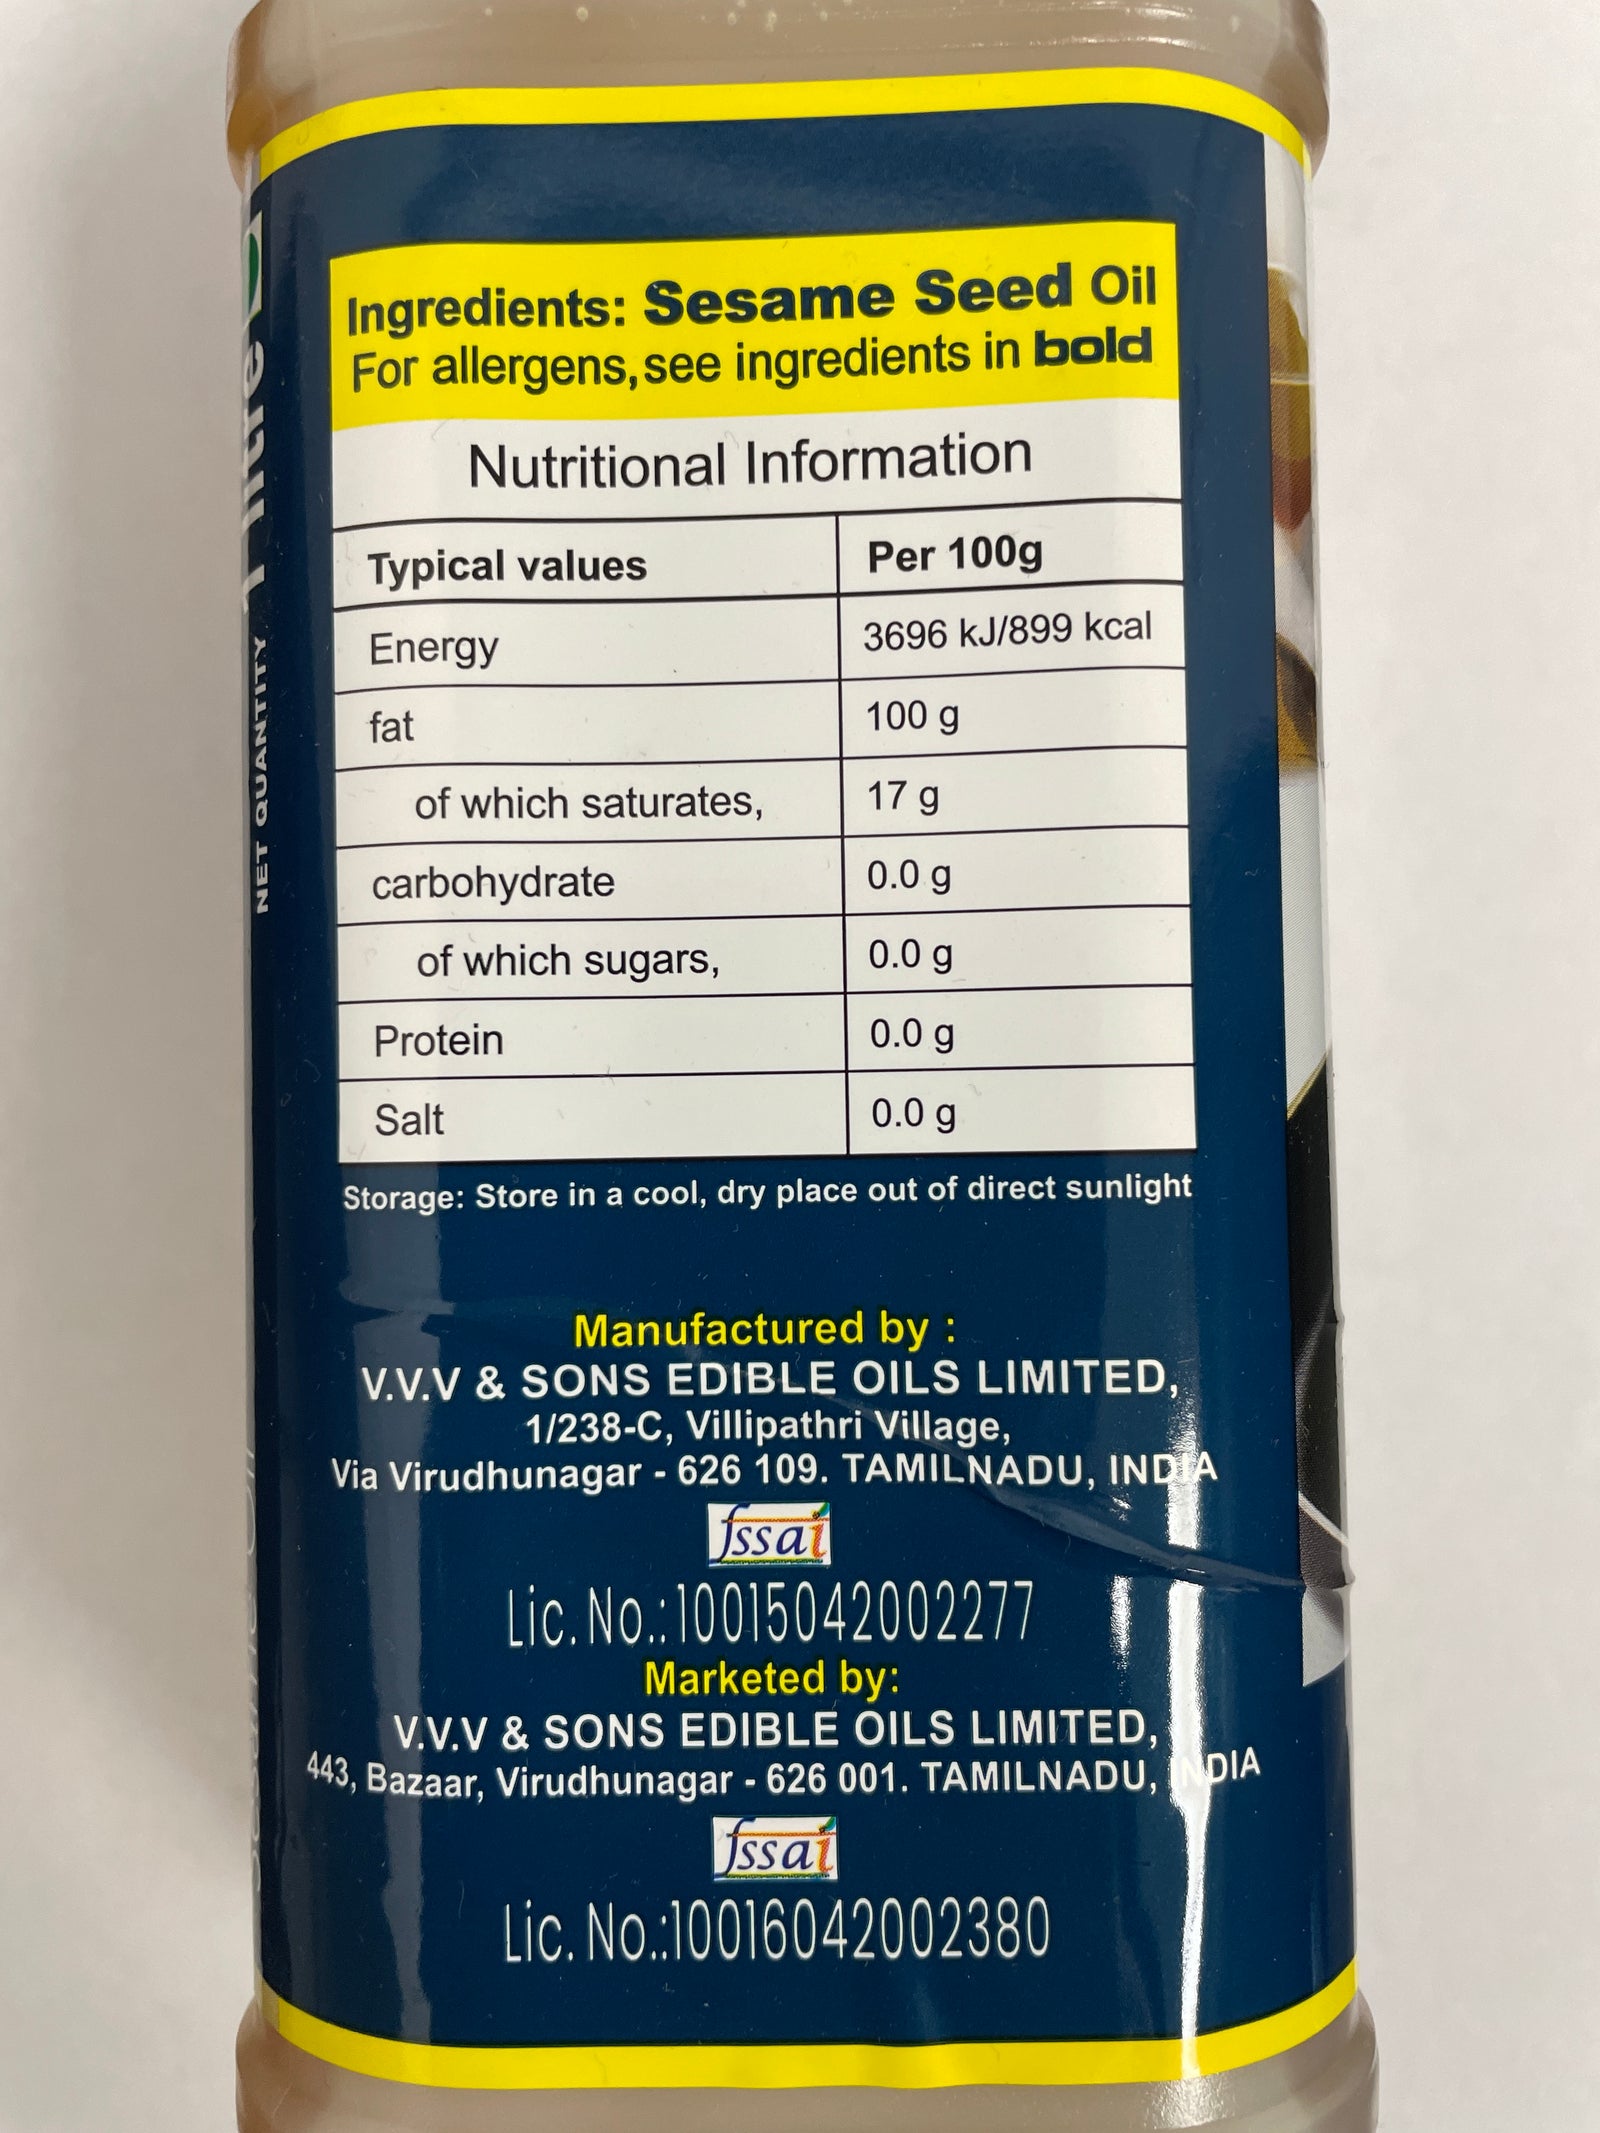 Ingredients: Sesame Seed Oil
For allergens, see ingredients in bold
Nutritional Information
Typical values Per 100g
Energy 3696 kJ/899 kcal
fat 100 g
of which saturates, 17 g
carbohydrate 0.0 g
of which sugars, 0.0 g
Protein 0.0 g
Salt 0.0 g
Storage: Store in a cool, dry place out of direct sunlight
Manufactured by :
V.V.V & SONS EDIBLE OILS LIMITED,
1/238-C, Villipathri Village,
Via Virudhunagar - 626 109. TAMILNADU, INDIA
fssai
Lic. No.:10015042002277
Marketed by:
V.V.V & SONS EDIBLE OILS LIMITED,
443, Bazaar, Virudhunagar - 626 001. TAMILNADU, INDIA
fssai
Lic. No.:10016042002380
NET QUANTITY 1 litre